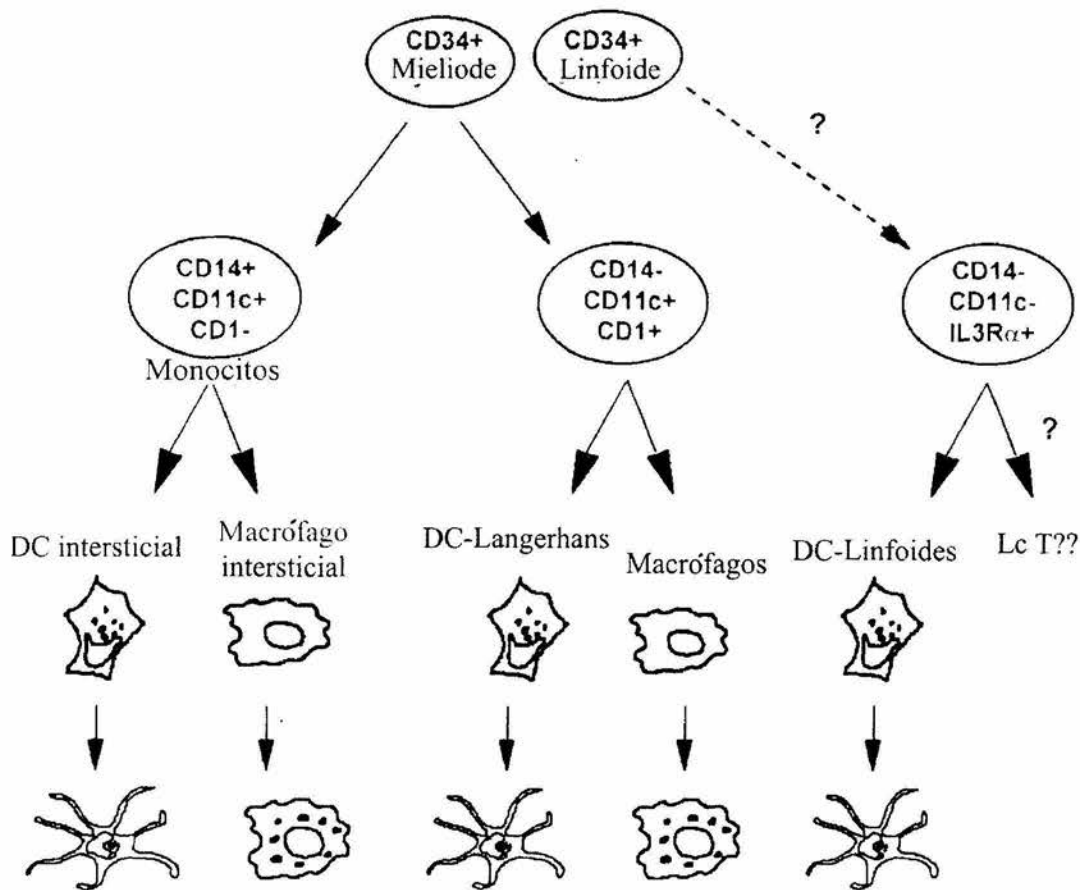 CD34+
Mieliode
CD34+
Linfoide
?
CD14+
CD11c+
CD1-
Monocitos
CD14-
CD11c+
CD1+
CD14-
CD11c-
IL3Rα+
?
DC intersticial
Macrófago
intersticial
DC-Langerhans
Macrófagos
DC-Linfoides
Lc T??